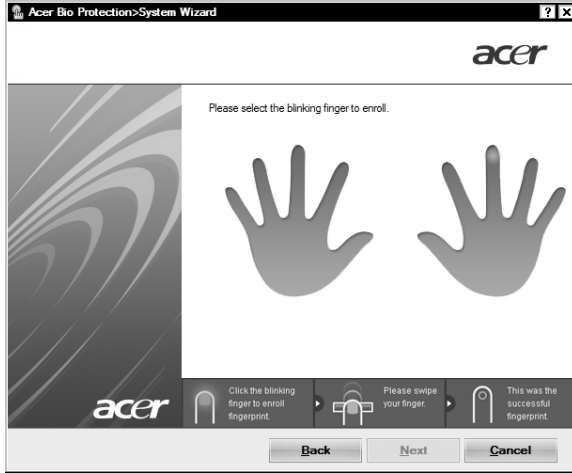 Acer Bio Protection>System Wizard
? X
acer
Please select the blinking finger to enroll.
acer
Click the blinking
finger to enroll
fingerprint.
Please swipe
your finger.
This was the
successful
fingerprint.
Back
Next
Cancel